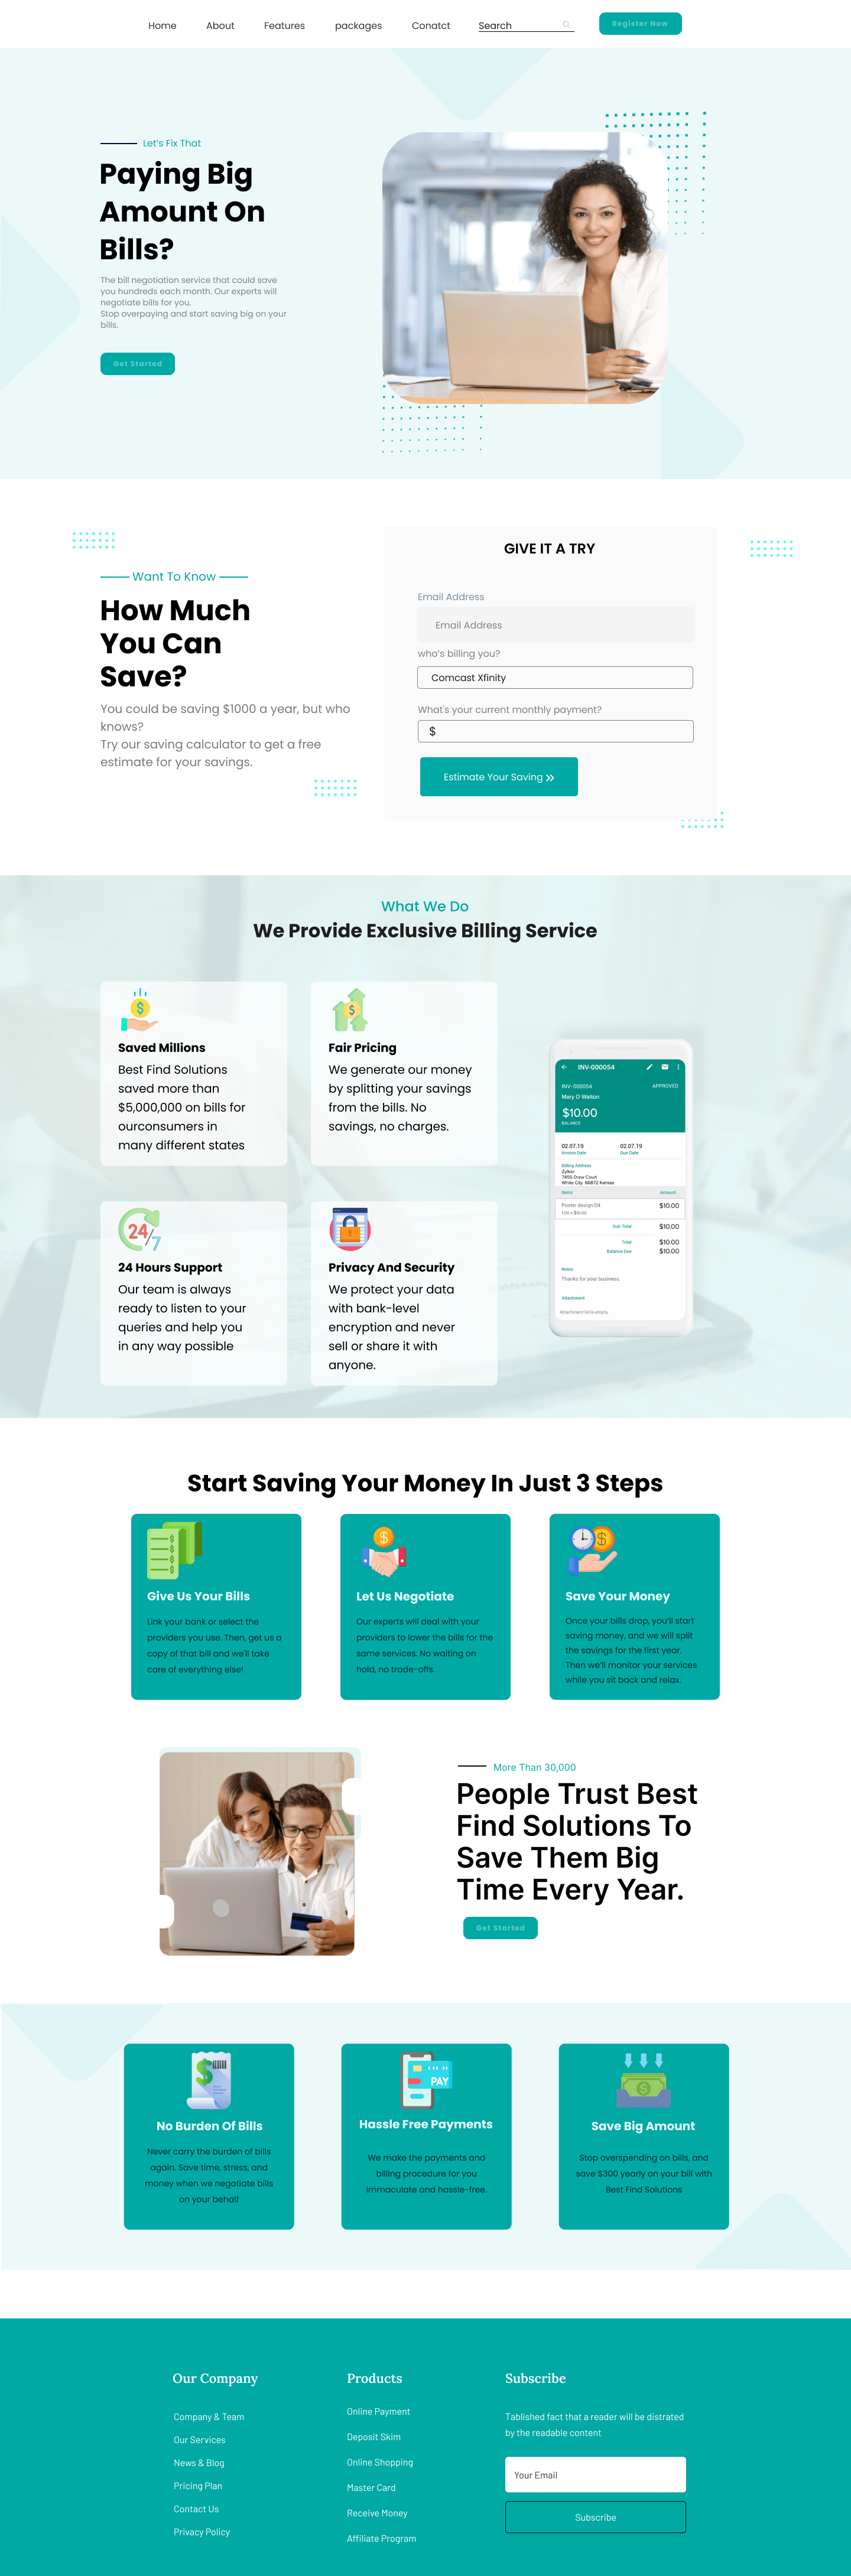 Home About Features packages Conatct Search Register Now
Let's Fix That
Paying Big
Amount On
Bills?
The bill negotiation service that could save
you hundreds each month. Our experts will
negotiate bills for you.
Stop overpaying and start saving big on your
bills.
Get Started
Want To Know
How Much
You Can
Save?
You could be saving $1000 a year, but who
knows?
Try our saving calculator to get a free
estimate for your savings.
GIVE IT A TRY
Email Address
Email Address
who's billing you?
Comcast Xfinity
What's your current monthly payment?
$
Estimate Your Saving »
What We Do
We Provide Exclusive Billing Service
Saved Millions
Best Find Solutions
saved more than
$5,000,000 on bills for
ourconsumers in
many different states
Fair Pricing
We generate our money
by splitting your savings
from the bills. No
savings, no charges.
24/7
24 Hours Support
Our team is always
ready to listen to your
queries and help you
in any way possible
Privacy And Security
We protect your data
with bank-level
encryption and never
sell or share it with
anyone.
INV-000054
INV-000054 APPROVED
Mary D Walton
$10.00
BALANCE
02.07.19 02.07.19
Invoice Date Due Date
Billing Address
Zylker
7455 Drew Court
White City 66872 Kansas
Items Amount
Poster design D4 $10.00
1.00 x $10.00
Sub Total $10.00
Total $10.00
Balance Due $10.00
Notes
Thanks for your business.
Attachment
Attachment list is empty.
Start Saving Your Money In Just 3 Steps
Give Us Your Bills
Link your bank or select the
providers you use. Then, get us a
copy of that bill and we'll take
care of everything else!
Let Us Negotiate
Our experts will deal with your
providers to lower the bills for the
same services. No waiting on
hold, no trade-offs.
Save Your Money
Once your bills drop, you'll start
saving money, and we will split
the savings for the first year.
Then we'll monitor your services
while you sit back and relax.
More Than 30,000
People Trust Best
Find Solutions To
Save Them Big
Time Every Year.
Get Started
No Burden Of Bills
Never carry the burden of bills
again. Save time, stress, and
money when we negotiate bills
on your behalf
PAY
Hassle Free Payments
We make the payments and
billing procedure for you
immaculate and hassle-free.
Save Big Amount
Stop overspending on bills, and
save $300 yearly on your bill with
Best Find Solutions
Our Company
Company & Team
Our Services
News & Blog
Pricing Plan
Contact Us
Privacy Policy
Products
Online Payment
Deposit Skim
Online Shopping
Master Card
Receive Money
Affiliate Program
Subscribe
Tablished fact that a reader will be distrated
by the readable content
Your Email
Subscribe